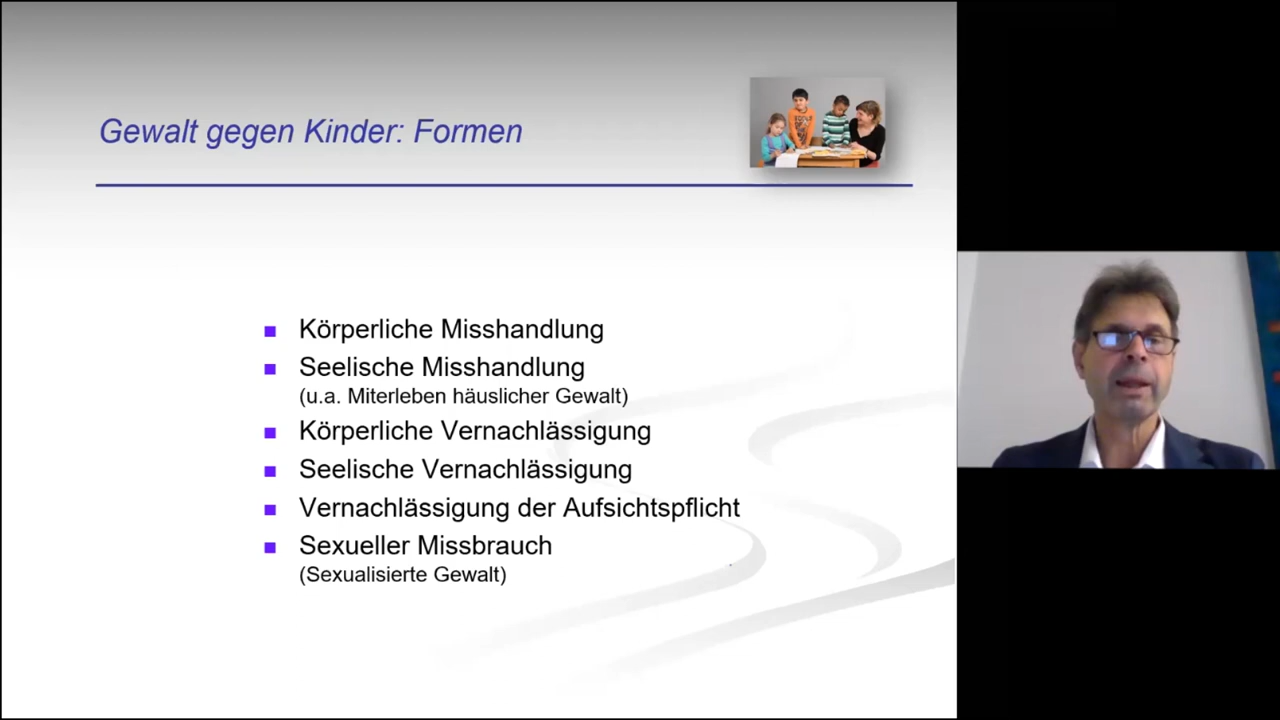 Gewalt gegen Kinder: Formen
Körperliche Misshandlung
Seelische Misshandlung
(u.a. Miterleben häuslicher Gewalt)
Körperliche Vernachlässigung
Seelische Vernachlässigung
Vernachlässigung der Aufsichtspflicht
Sexueller Missbrauch
(Sexualisierte Gewalt)